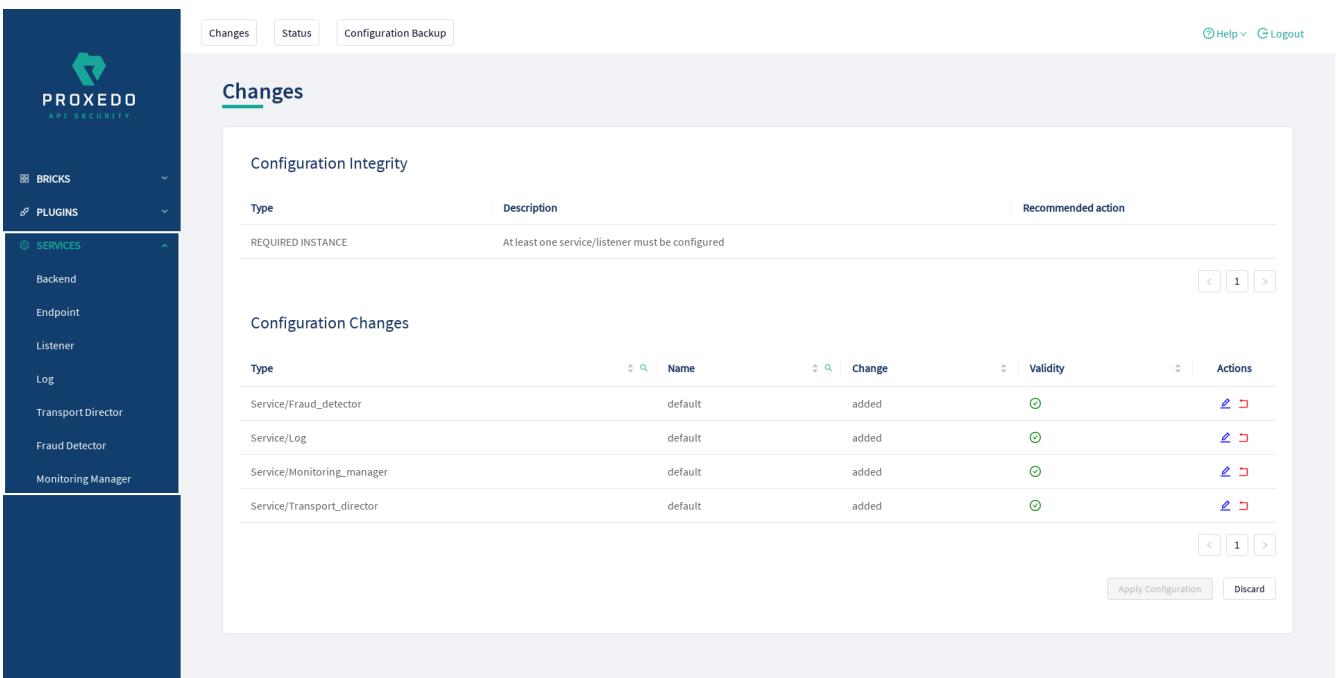 Changes Status Configuration Backup Help Logout
PROXEDO
API SECURITY
BRICKS
PLUGINS
SERVICES
Backend
Endpoint
Listener
Log
Transport Director
Fraud Detector
Monitoring Manager
Changes
Configuration Integrity
Type Description Recommended action
REQUIRED INSTANCE At least one service/listener must be configured
< 1 >
Configuration Changes
Type Name Change Validity Actions
Service/Fraud_detector default added
Service/Log default added
Service/Monitoring_manager default added
Service/Transport_director default added
< 1 >
Apply Configuration Discard